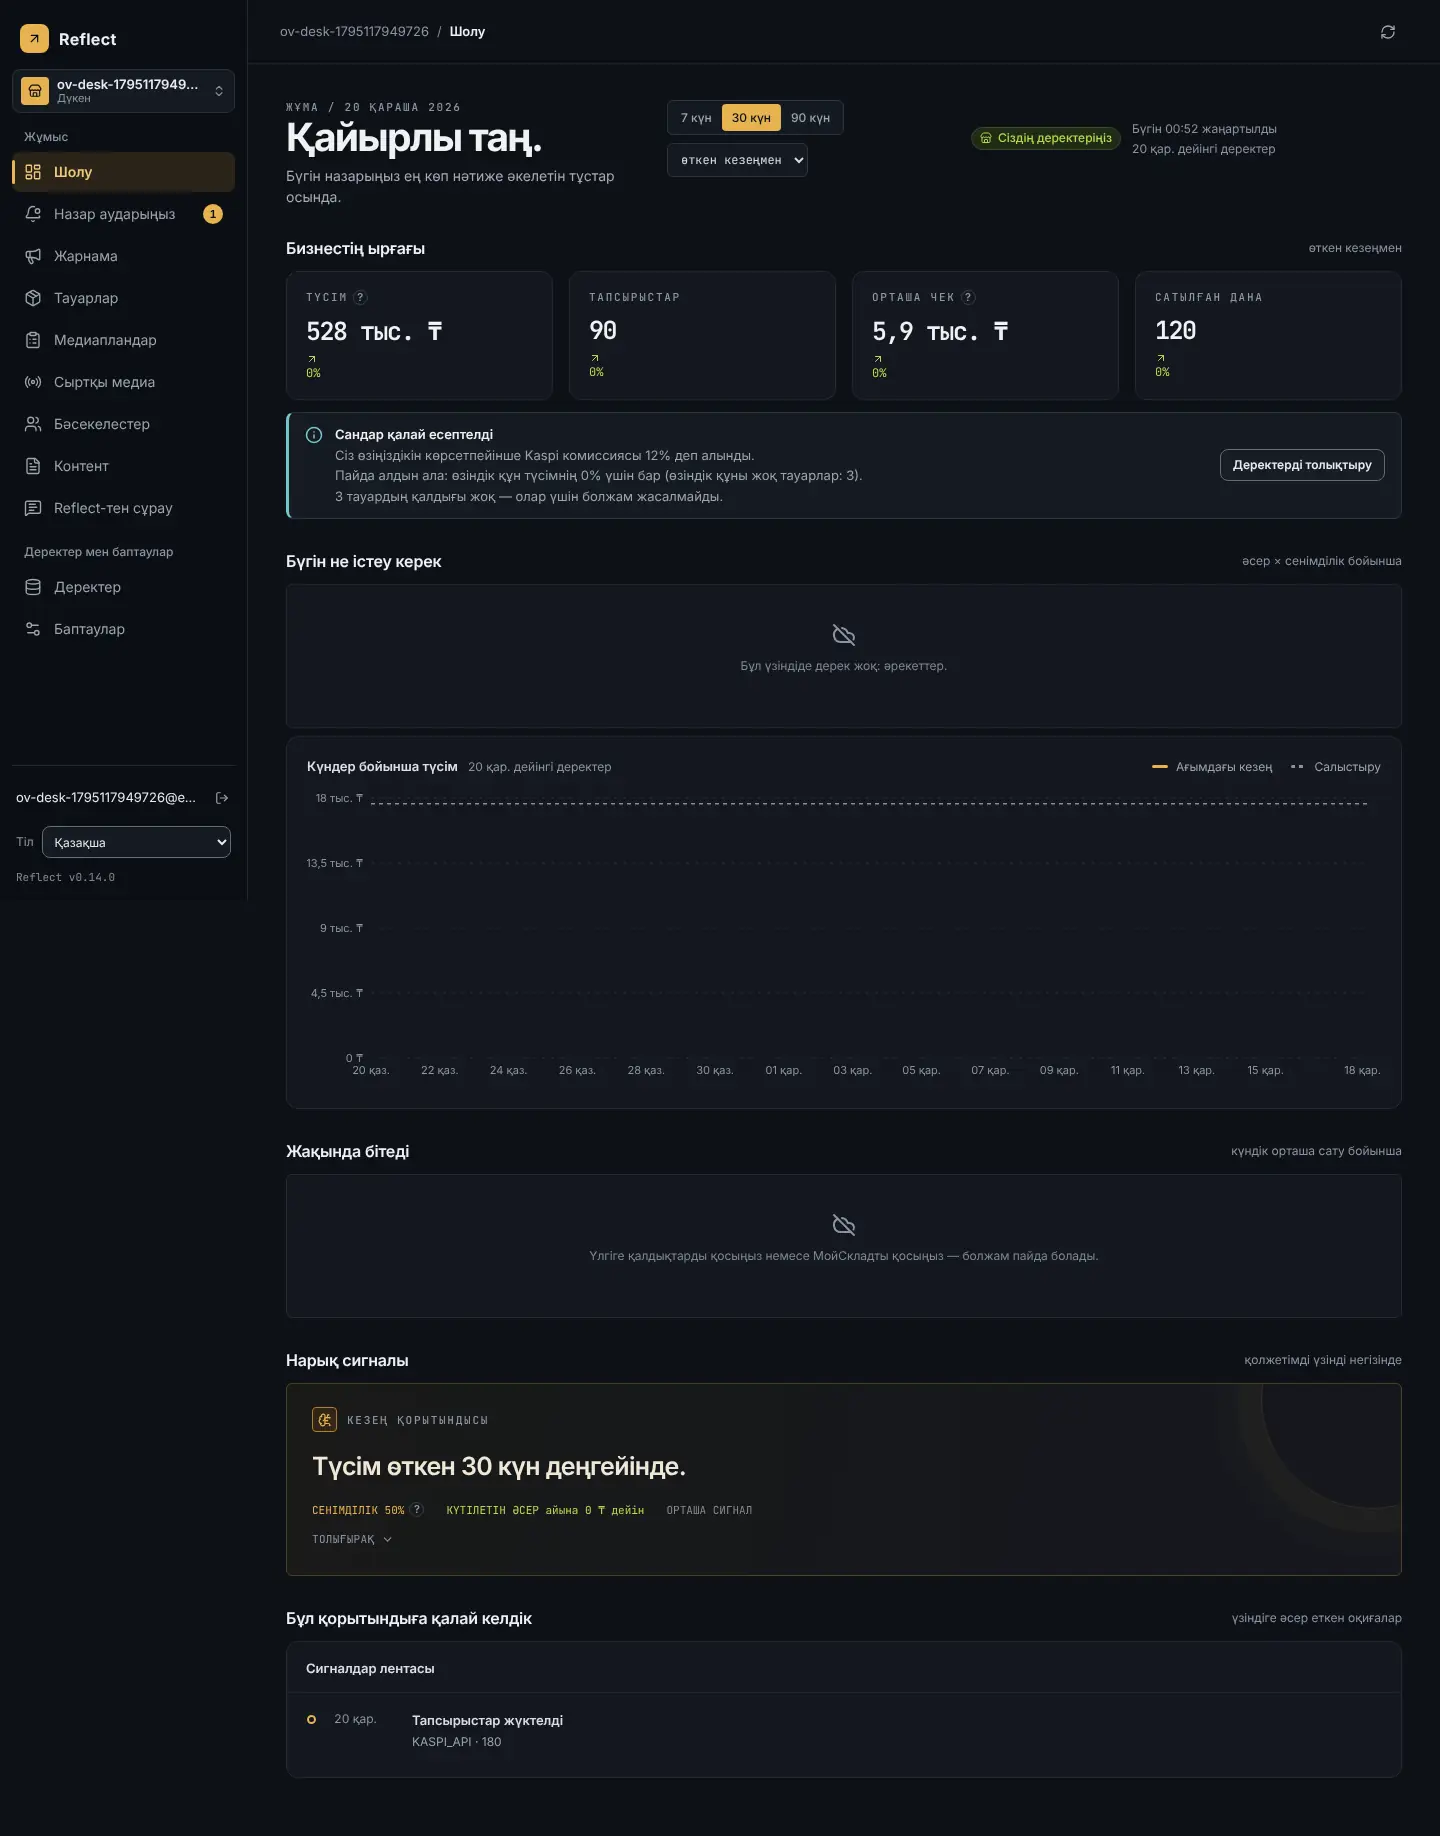 Reflect
ov-desk-1795117949...
Дүкен
Жұмыс
Шолу
Назар аударыңыз 1
Жарнама
Тауарлар
Медиапландар
Сыртқы медиа
Бәсекелестер
Контент
Reflect-тен сұрау
Деректер мен баптаулар
Деректер
Баптаулар
ov-desk-1795117949726@e...
Тіл Қазақша
Reflect v0.14.0
ov-desk-1795117949726 / Шолу
ЖҰМА / 20 ҚАРАША 2026
Қайырлы таң.
Бүгін назарыңыз ең көп нәтиже әкелетін тұстар
осында.
7 күн 30 күн 90 күн
өткен кезеңмен
Сіздің деректеріңіз
Бүгін 00:52 жаңартылды
20 қар. дейінгі деректер
Бизнестің ырғағы
өткен кезеңмен
ТҮСІМ ?
528 тыс. ₸
0%
ТАПСЫРЫСТАР
90
0%
ОРТАША ЧЕК ?
5,9 тыс. ₸
0%
САТЫЛҒАН ДАНА
120
0%
Сандар қалай есептелді
Сіз өзіңіздікін көрсетпейінше Kaspi комиссиясы 12% деп алынды.
Пайда алдын ала: өзіндік құн түсімнің 0% үшін бар (өзіндік құны жоқ тауарлар: 3).
3 тауардың қалдығы жоқ — олар үшін болжам жасалмайды.
Деректерді толықтыру
Бүгін не істеу керек
әсер × сенімділік бойынша
Бұл үзіндіде дерек жоқ: әрекеттер.
Күндер бойынша түсім 20 қар. дейінгі деректер
Ағымдағы кезең Салыстыру
18 тыс. ₸
13,5 тыс. ₸
9 тыс. ₸
4,5 тыс. ₸
0 ₸
20 қаз. 22 қаз. 24 қаз. 26 қаз. 28 қаз. 30 қаз. 01 қар. 03 қар. 05 қар. 07 қар. 09 қар. 11 қар. 13 қар. 15 қар. 18 қар.
Жақында бітеді
күндік орташа сату бойынша
Үлгіге қалдықтарды қосыңыз немесе МойСкладты қосыңыз — болжам пайда болады.
Нарық сигналы
қолжетімді үзінді негізінде
КЕЗЕҢ ҚОРЫТЫНДЫСЫ
Түсім өткен 30 күн деңгейінде.
СЕНІМДІЛІК 50% ? КҮТІЛЕТІН ӘСЕР айына 0 ₸ дейін ОРТАША СИГНАЛ
ТОЛЫҒЫРАҚ
Бұл қорытындыға қалай келдік
үзіндіге әсер еткен оқиғалар
Сигналдар лентасы
20 қар. Тапсырыстар жүктелді
KASPI_API · 180